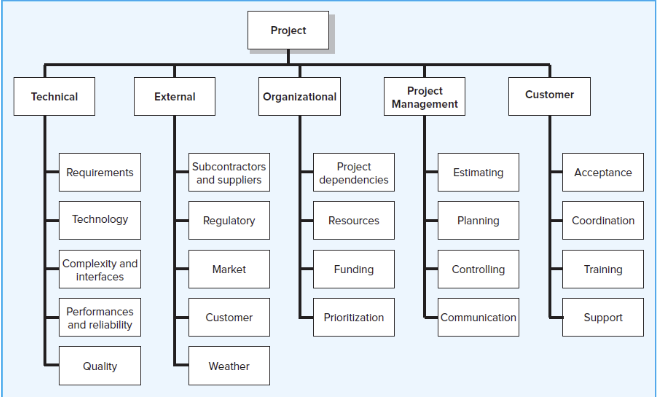 Project
Technical
External
Organizational
Project
Management
Customer
Requirements
Technology
Complexity and
interfaces
Performances
and reliability
Quality
Subcontractors
and suppliers
Regulatory
Market
Customer
Weather
Project
dependencies
Resources
Funding
Prioritization
Estimating
Planning
Controlling
Communication
Acceptance
Coordination
Training
Support